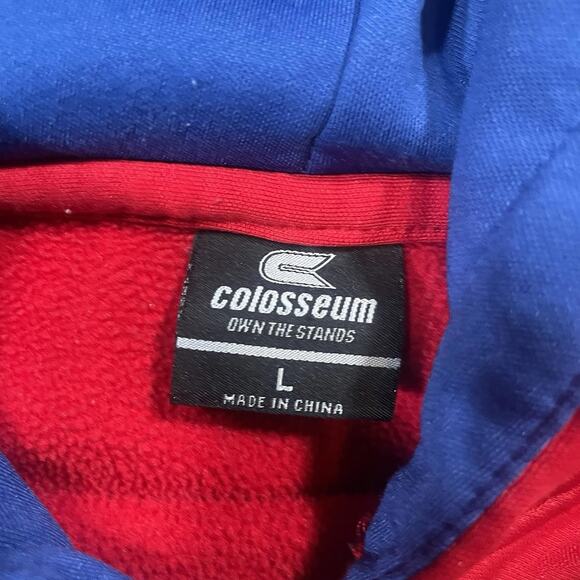 colosseum
OWN THE STANDS
L
MADE IN CHINA